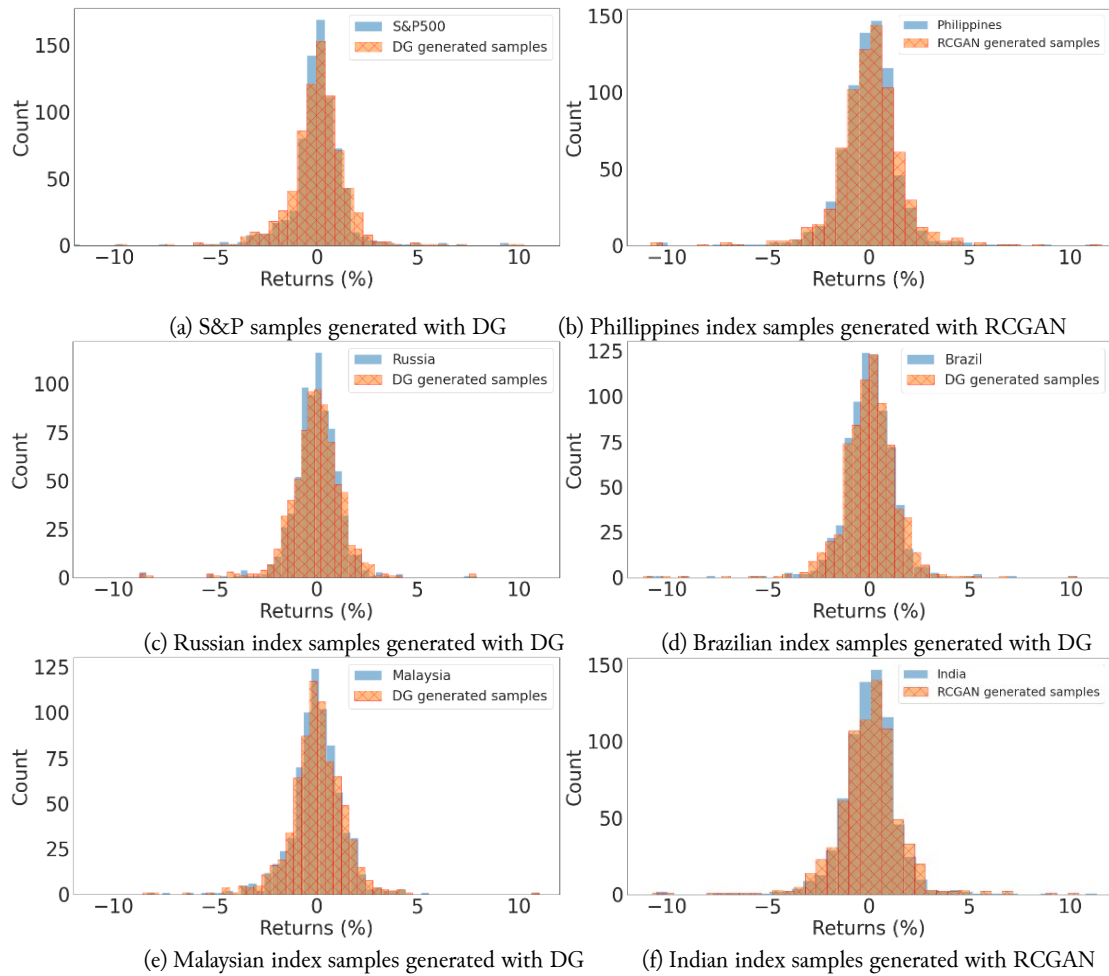 S&P500
DG generated samples
150
100
50
0
Count
−10 −5 0 5 10
Returns (%)
(a) S&P samples generated with DG
Philippines
RCGAN generated samples
150
100
50
0
Count
−10 −5 0 5 10
Returns (%)
(b) Phillippines index samples generated with RCGAN
Russia
DG generated samples
100
75
50
25
0
Count
−10 −5 0 5 10
Returns (%)
(c) Russian index samples generated with DG
Brazil
DG generated samples
125
100
75
50
25
0
Count
−10 −5 0 5 10
Returns (%)
(d) Brazilian index samples generated with DG
Malaysia
DG generated samples
125
100
75
50
25
0
Count
−10 −5 0 5 10
Returns (%)
(e) Malaysian index samples generated with DG
India
RCGAN generated samples
150
100
50
0
Count
−10 −5 0 5 10
Returns (%)
(f) Indian index samples generated with RCGAN